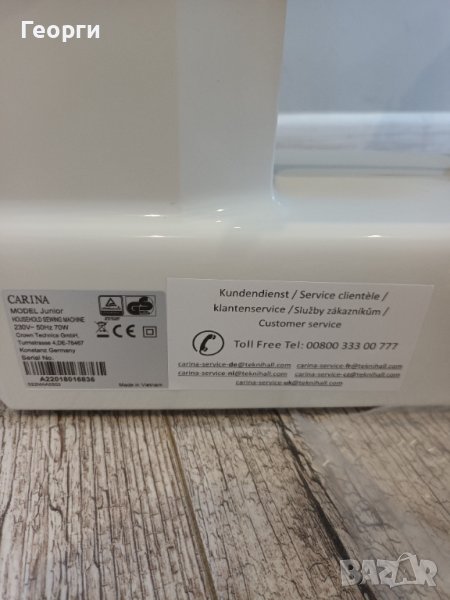 Георги
CARINA
MODEL Junior
HOUSEHOLD SEWING MACHINE
230V~ 50Hz 70W
Crown Technics GmbH,
Turmstrasse 4,DE-78467
Konstanz.Germany
Serial No.
A22018016836
Made in Vietnam
Kundendienst / Service clientèle /
klantenservice /Služby zákazníkům /
Customer service
Toll Free Tel: 00800 333 00 777
carina-service-de@teknihall.com carina-service-fr@teknihall.com
carina-service-nl@teknihall.com carina-service-cz@teknihall.com
carina-service-uk@teknihall.com
BAZAR